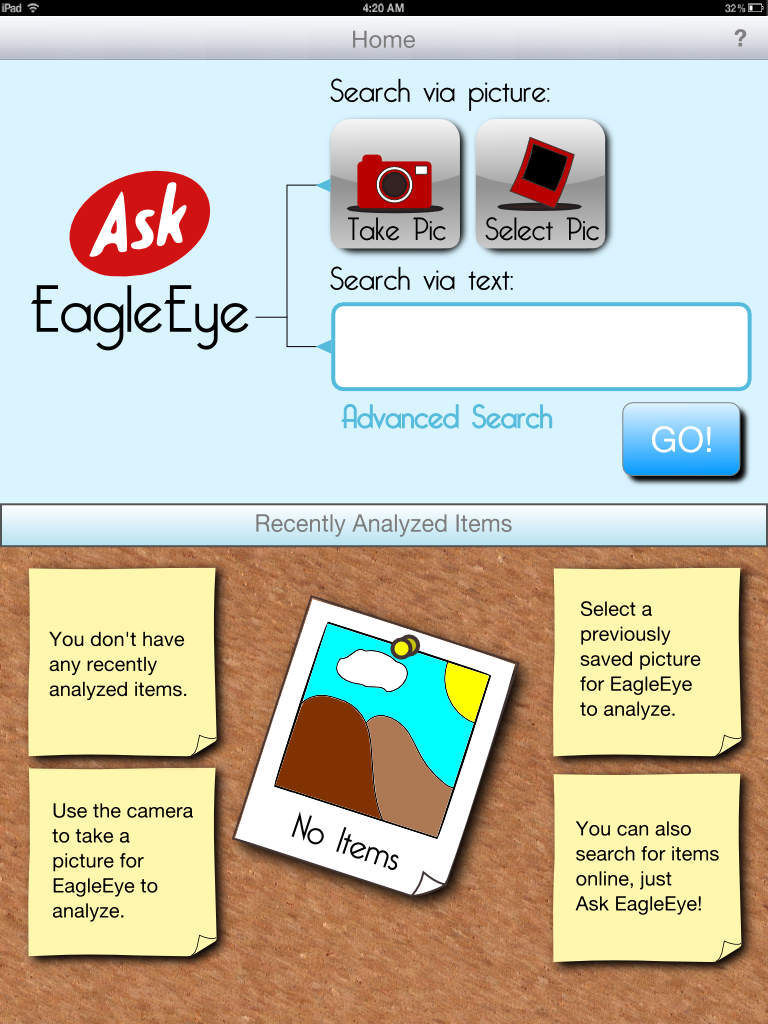 iPad 4:20 AM 32%
Home ?
Search via picture:
Take Pic Select Pic
Ask
EagleEye
Search via text:
Advanced Search
GO!
Recently Analyzed Items
You don't have
any recently
analyzed items.
Use the camera
to take a
picture for
EagleEye to
analyze.
No Items
Select a
previously
saved picture
for EagleEye
to analyze.
You can also
search for items
online, just
Ask EagleEye!